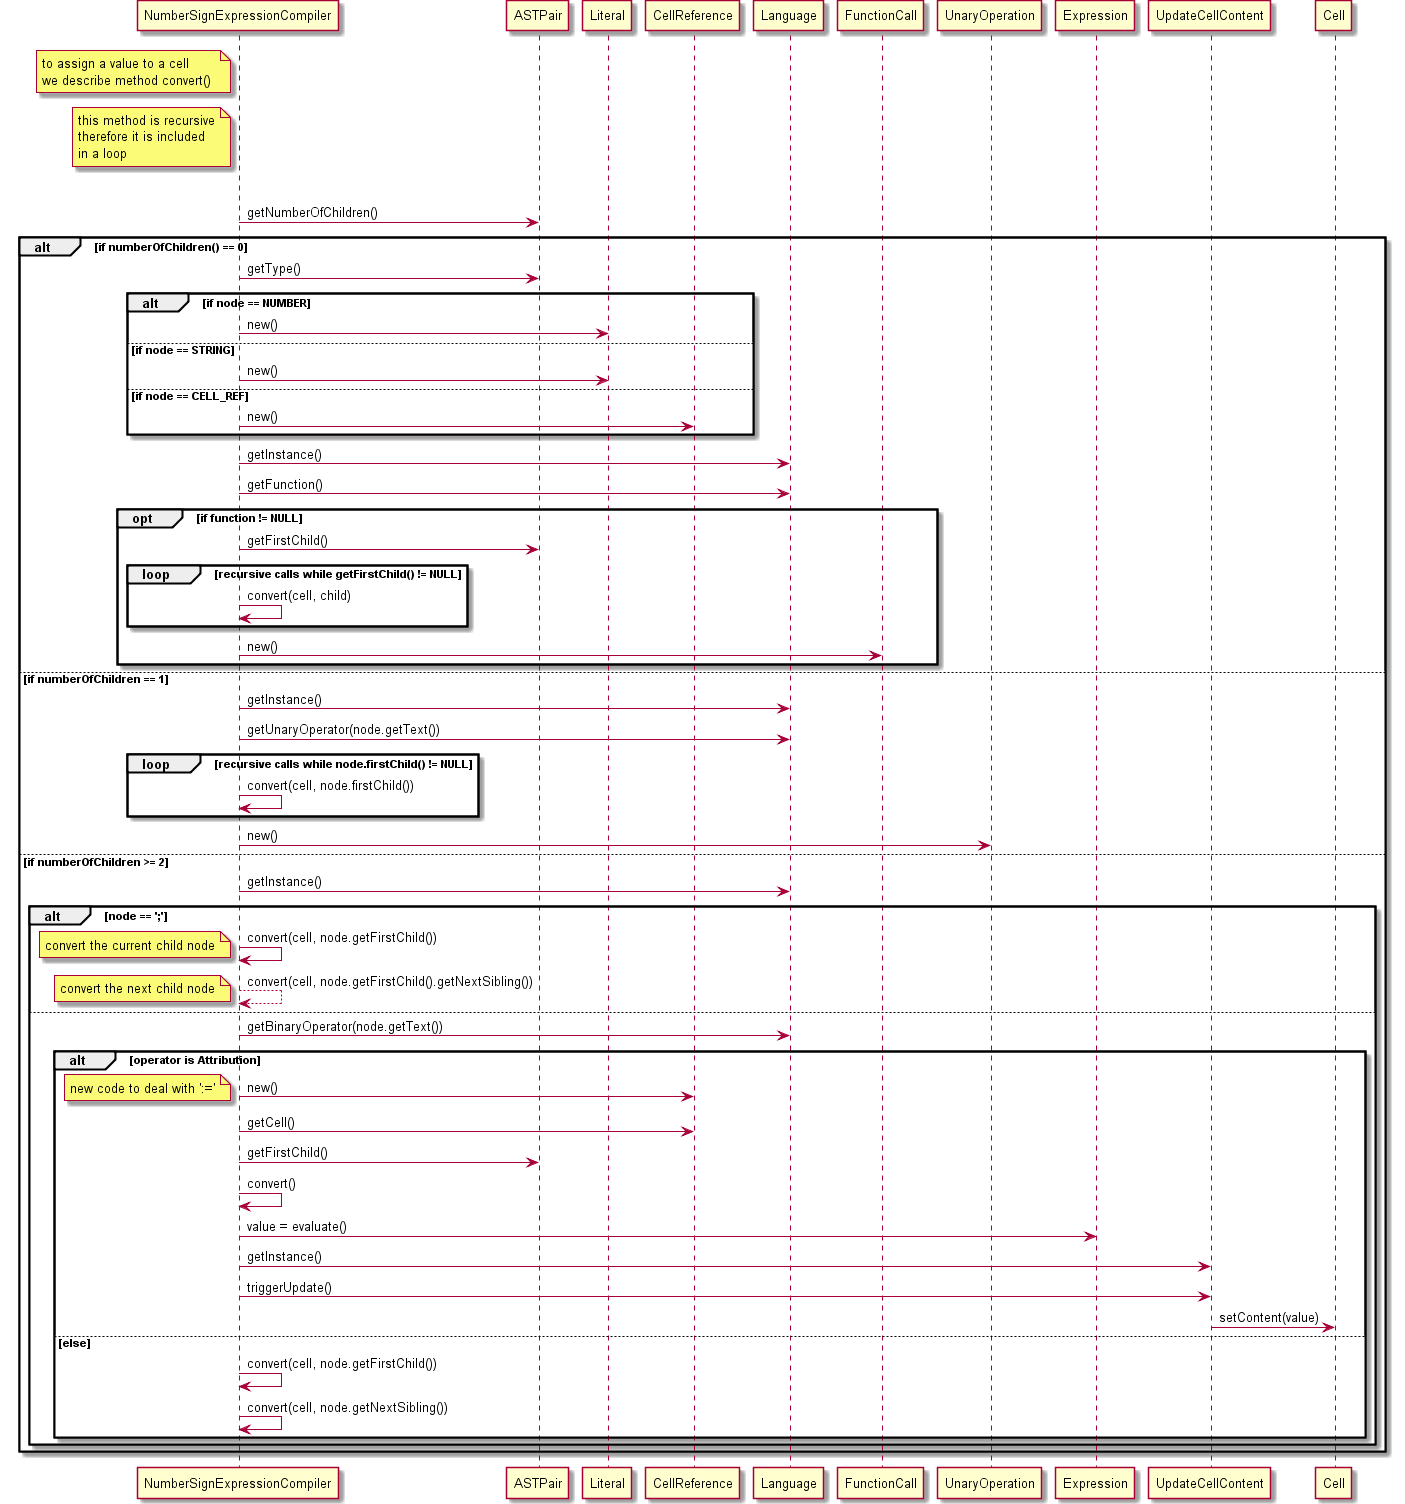 NumberSignExpressionCompiler ASTPair Literal CellReference Language FunctionCall UnaryOperation Expression UpdateCellContent Cell
to assign a value to a cell
we describe method convert()
this method is recursive
therefore it is included
in a loop
getNumberOfChildren()
alt [if numberOfChildren() == 0]
getType()
alt [if node == NUMBER]
new()
[if node == STRING]
new()
[if node == CELL_REF]
new()
getInstance()
getFunction()
opt [if function != NULL]
getFirstChild()
loop [recursive calls while getFirstChild() != NULL]
convert(cell, child)
new()
[if numberOfChildren == 1]
getInstance()
getUnaryOperator(node.getText())
loop [recursive calls while node.firstChild() != NULL]
convert(cell, node.firstChild())
new()
[if numberOfChildren >= 2]
getInstance()
alt [node == ';']
convert(cell, node.getFirstChild())
convert the current child node
convert(cell, node.getFirstChild().getNextSibling())
convert the next child node
getBinaryOperator(node.getText())
alt [operator is Attribution]
new code to deal with ':=' new()
getCell()
getFirstChild()
convert()
value = evaluate()
getInstance()
triggerUpdate()
setContent(value)
[else]
convert(cell, node.getFirstChild())
convert(cell, node.getNextSibling())
NumberSignExpressionCompiler ASTPair Literal CellReference Language FunctionCall UnaryOperation Expression UpdateCellContent Cell